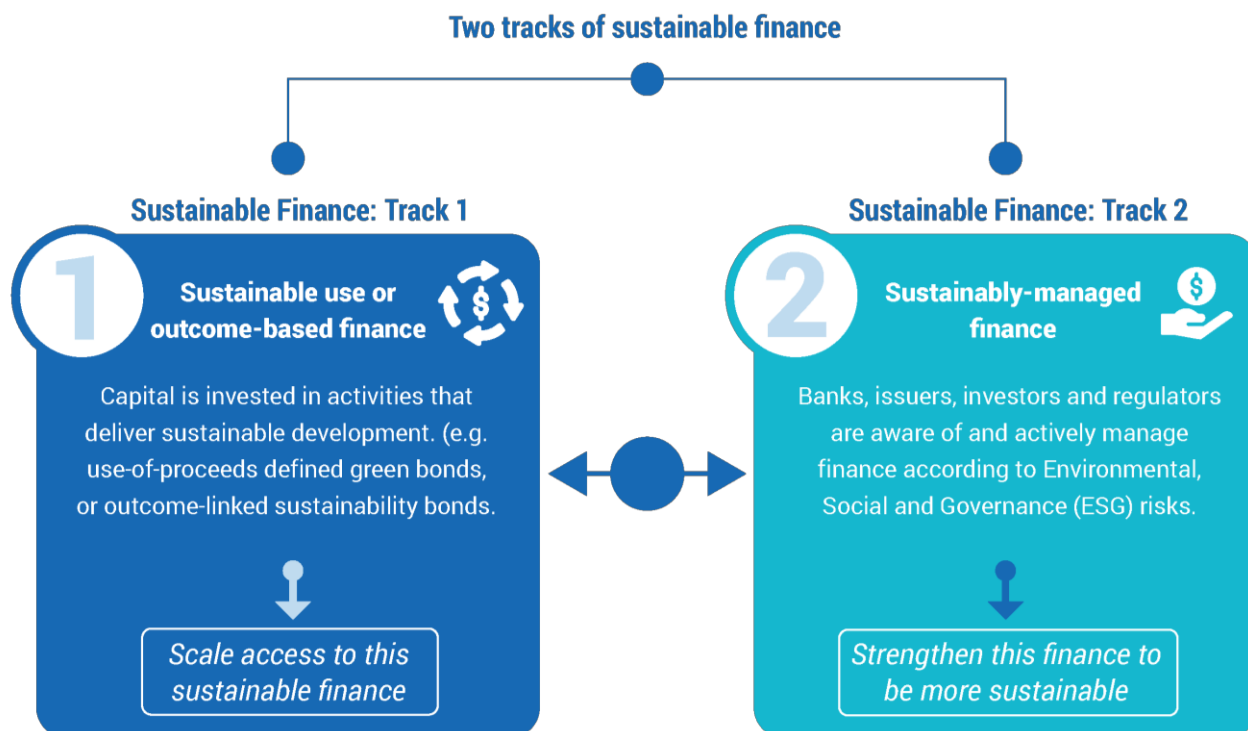 Two tracks of sustainable finance
Sustainable Finance: Track 1
1
Sustainable use or
outcome-based finance
$
Capital is invested in activities that
deliver sustainable development. (e.g.
use-of-proceeds defined green bonds,
or outcome-linked sustainability bonds.
Scale access to this
sustainable finance
Sustainable Finance: Track 2
2
Sustainably-managed
finance
$
Banks, issuers, investors and regulators
are aware of and actively manage
finance according to Environmental,
Social and Governance (ESG) risks.
Strengthen this finance to
be more sustainable